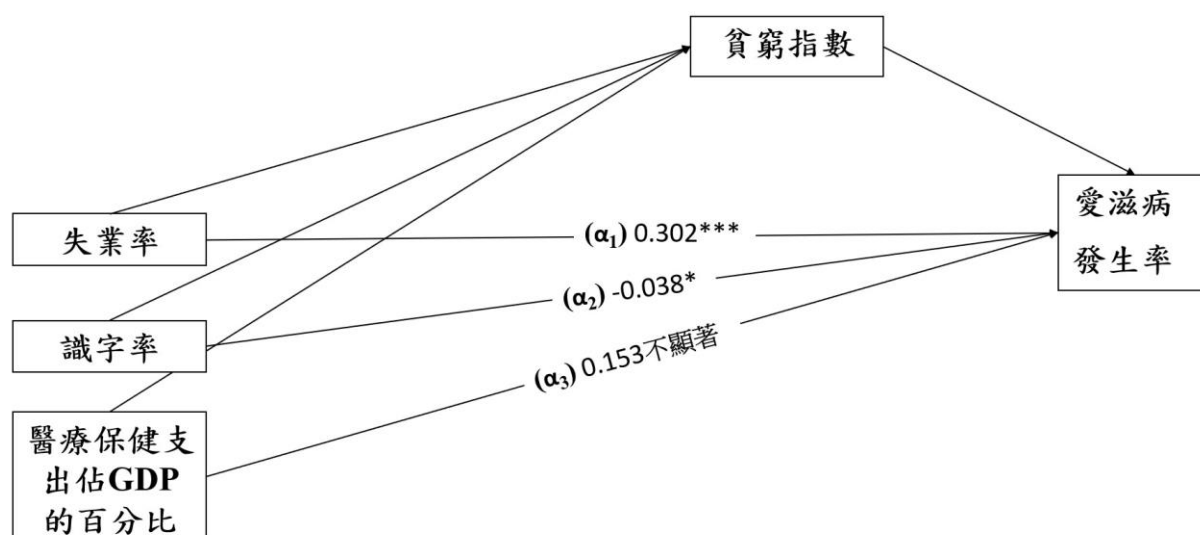 貧窮指數
愛滋病
發生率
失業率
(α₁) 0.302***
(α₂) -0.038*
識字率
(α₃) 0.153不顯著
醫療保健支
出佔GDP
的百分比